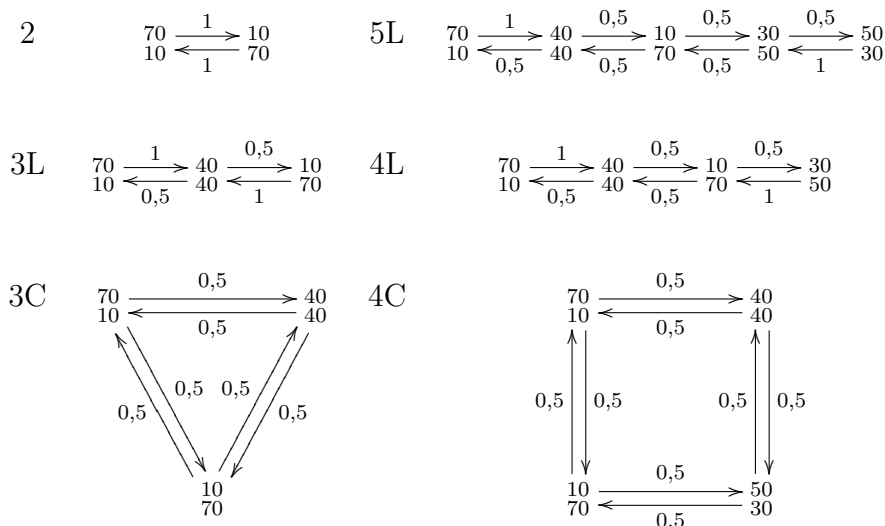 2 5L
1
70 10
10 70
1
1 0,5 0,5 0,5
70 40 10 30 50
10 40 70 50 30
0,5 0,5 0,5 1
3L 4L
1 0,5
70 40 10
10 40 70
0,5 1
1 0,5 0,5
70 40 10 30
10 40 70 50
0,5 0,5 1
3C 4C
0,5
70 40
10 40
0,5
0,5 0,5
0,5 0,5
10
70
0,5
70 40
10 40
0,5
0,5 0,5 0,5 0,5
0,5
10 50
70 30
0,5